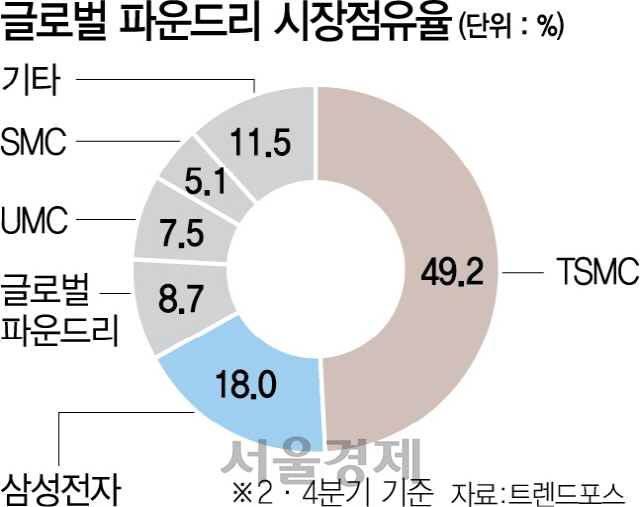 글로벌 파운드리 시장점유율 (단위 : %)
기타
11.5
SMC
5.1
UMC
7.5
49.2
TSMC
글로벌
파운드리
8.7
18.0
삼성전자
서울경제
※2·4분기 기준 자료:트렌드포스